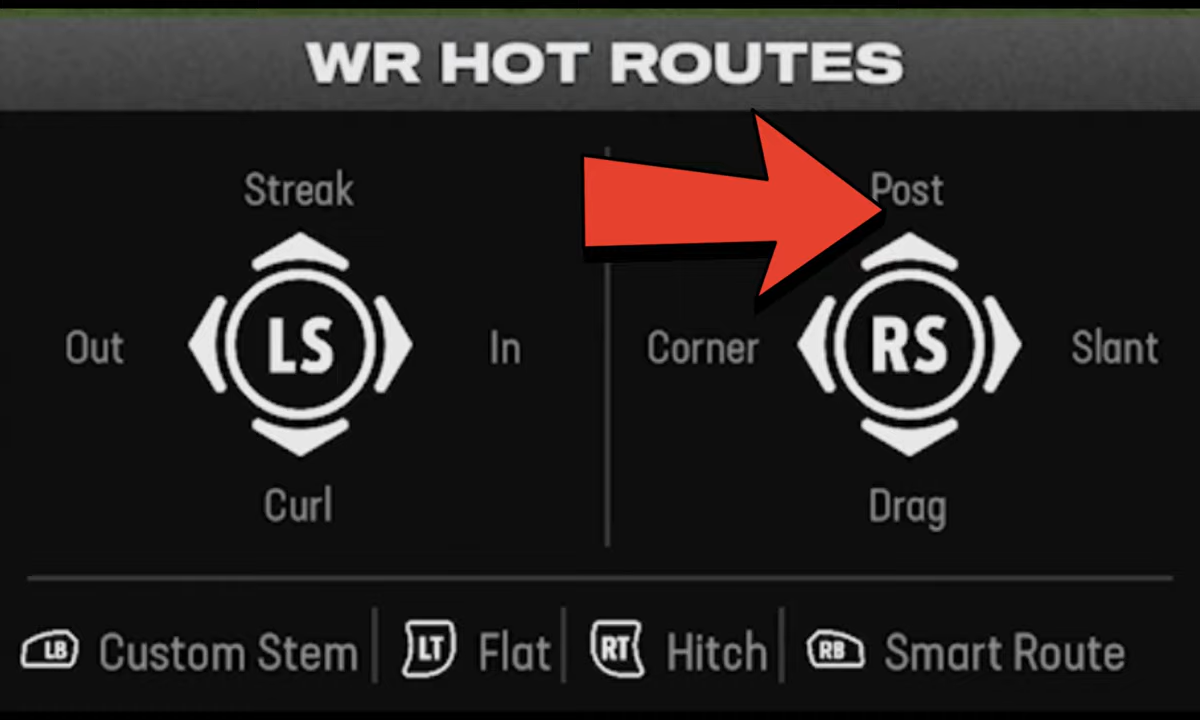 WR HOT ROUTES
Streak
Out
LS
In
Curl
Post
Corner
RS
Slant
Drag
LB Custom Stem
LT Flat
RT Hitch
RB Smart Route